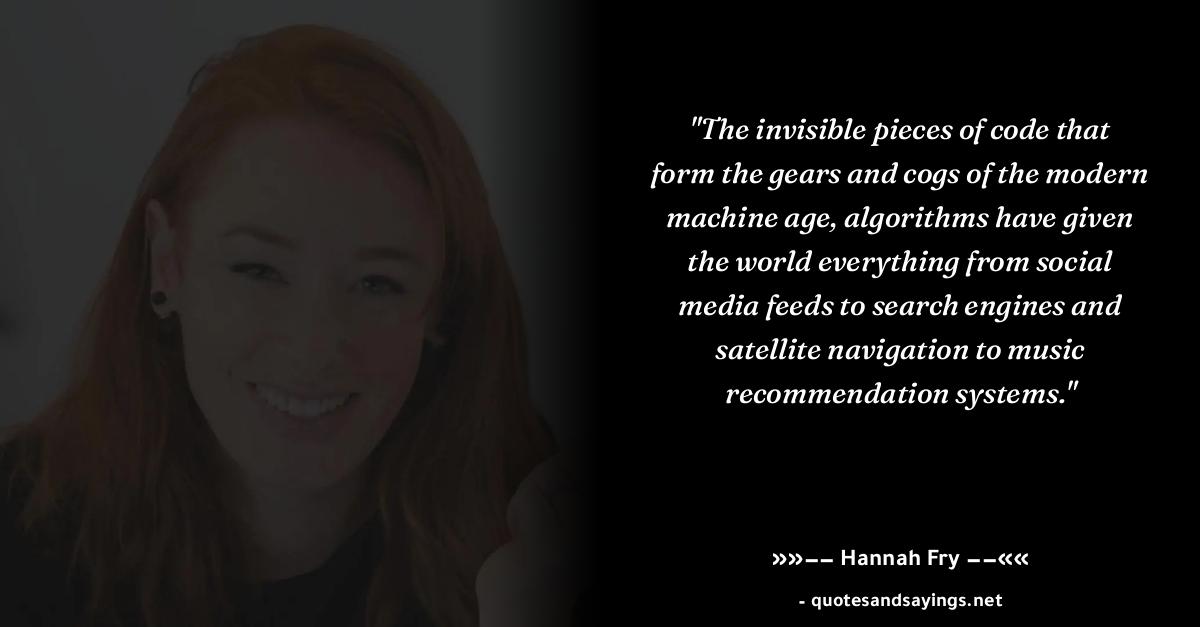 "The invisible pieces of code that
form the gears and cogs of the modern
machine age, algorithms have given
the world everything from social
media feeds to search engines and
satellite navigation to music
recommendation systems."
»»–– Hannah Fry ––««
- quotesandsayings.net